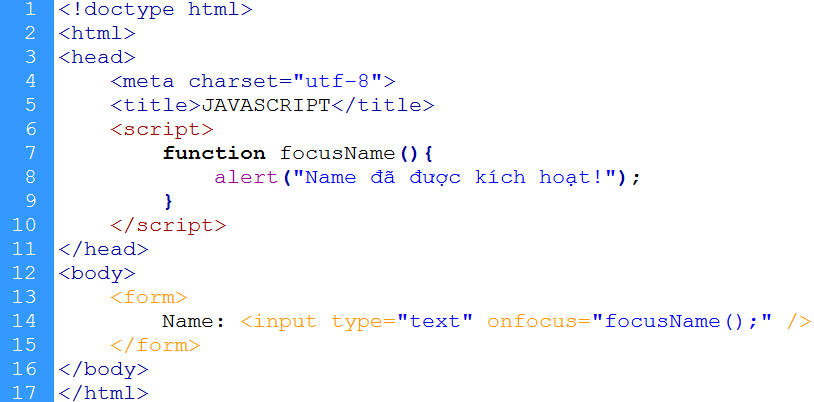 1 <!doctype html>
2 <html>
3 <head>
4     <meta charset="utf-8">
5     <title>JAVASCRIPT</title>
6     <script>
7         function focusName(){
8             alert("Name đã được kích hoạt!");
9         }
10     </script>
11 </head>
12 <body>
13     <form>
14         Name: <input type="text" onfocus="focusName();" />
15     </form>
16 </body>
17 </html>